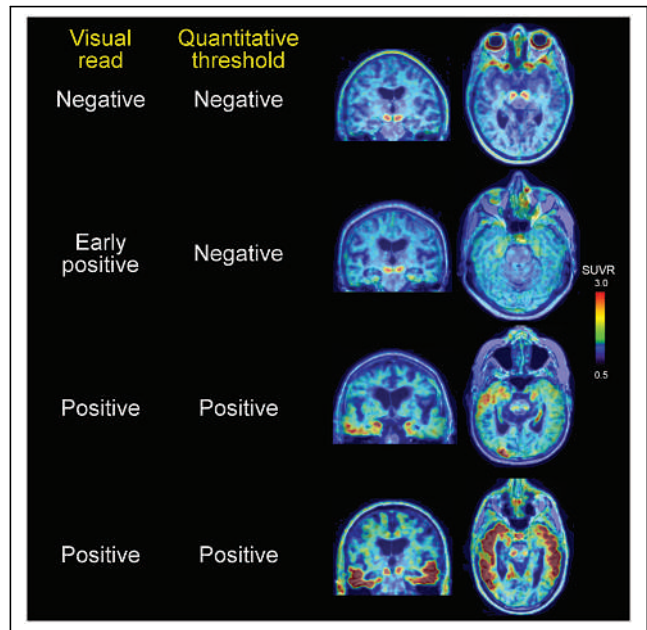 Visual read
Quantitative threshold
Negative
Negative
Early positive
Negative
SUVR
3.0
0.5
Positive
Positive
Positive
Positive